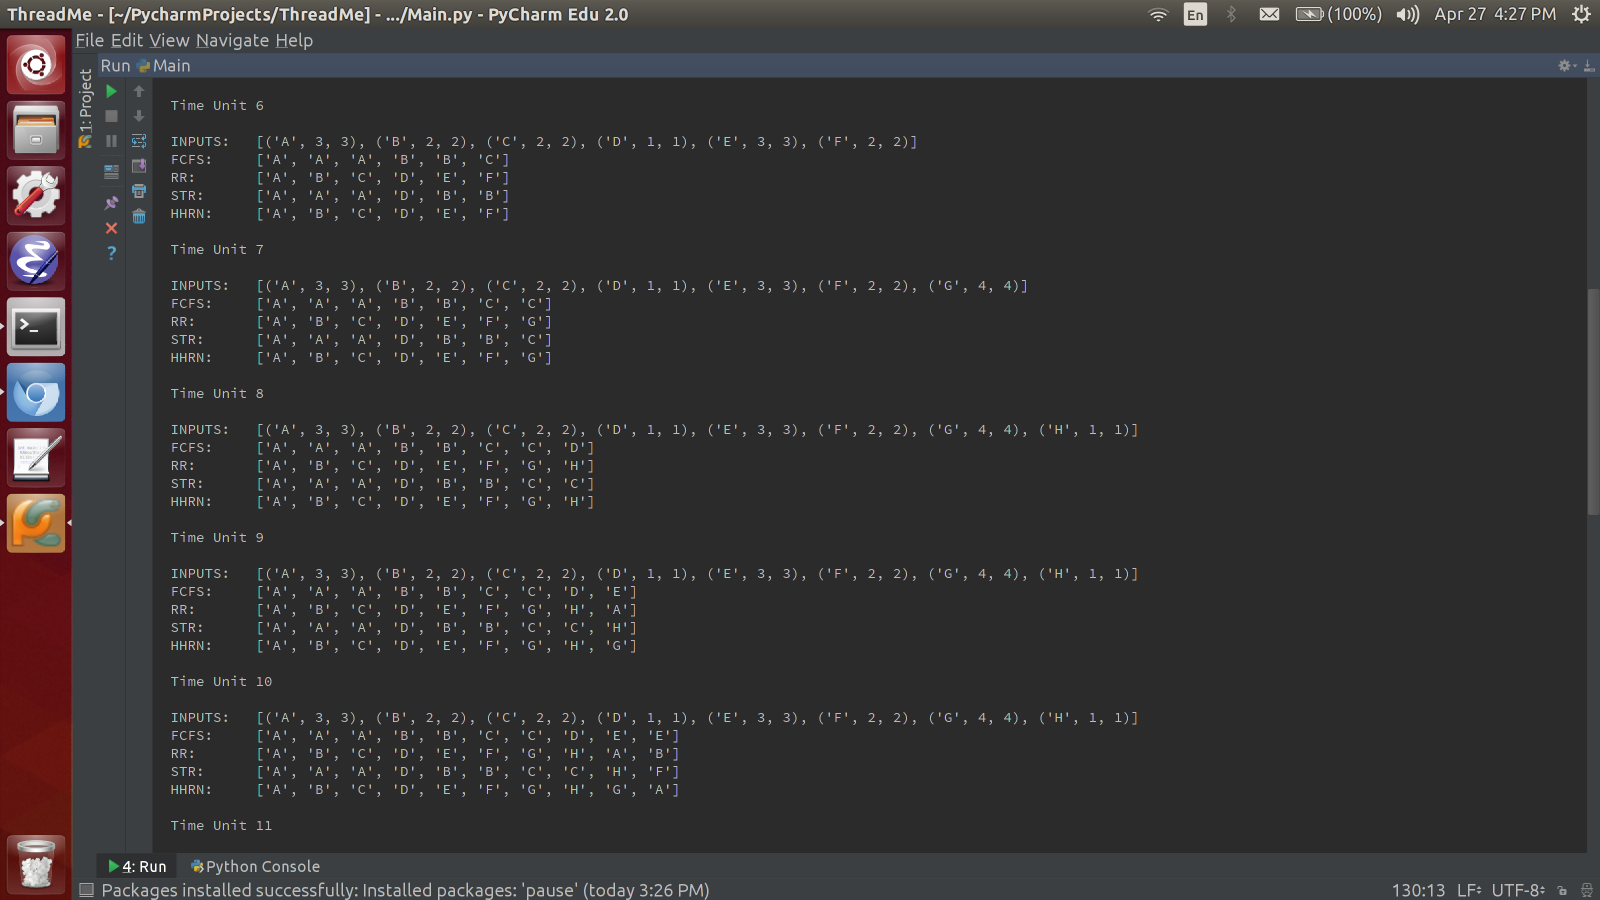 ThreadMe - [~/PycharmProjects/ThreadMe] - .../Main.py - PyCharm Edu 2.0
En (100%) Apr 27 4:27 PM
File Edit View Navigate Help
Run Main
1: Project
Time Unit 6
INPUTS: [('A', 3, 3), ('B', 2, 2), ('C', 2, 2), ('D', 1, 1), ('E', 3, 3), ('F', 2, 2)]
FCFS: ['A', 'A', 'A', 'B', 'B', 'C']
RR: ['A', 'B', 'C', 'D', 'E', 'F']
STR: ['A', 'A', 'A', 'D', 'B', 'B']
HHRN: ['A', 'B', 'C', 'D', 'E', 'F']
Time Unit 7
INPUTS: [('A', 3, 3), ('B', 2, 2), ('C', 2, 2), ('D', 1, 1), ('E', 3, 3), ('F', 2, 2), ('G', 4, 4)]
FCFS: ['A', 'A', 'A', 'B', 'B', 'C', 'C']
RR: ['A', 'B', 'C', 'D', 'E', 'F', 'G']
STR: ['A', 'A', 'A', 'D', 'B', 'B', 'C']
HHRN: ['A', 'B', 'C', 'D', 'E', 'F', 'G']
Time Unit 8
INPUTS: [('A', 3, 3), ('B', 2, 2), ('C', 2, 2), ('D', 1, 1), ('E', 3, 3), ('F', 2, 2), ('G', 4, 4), ('H', 1, 1)]
FCFS: ['A', 'A', 'A', 'B', 'B', 'C', 'C', 'D']
RR: ['A', 'B', 'C', 'D', 'E', 'F', 'G', 'H']
STR: ['A', 'A', 'A', 'D', 'B', 'B', 'C', 'C']
HHRN: ['A', 'B', 'C', 'D', 'E', 'F', 'G', 'H']
Time Unit 9
INPUTS: [('A', 3, 3), ('B', 2, 2), ('C', 2, 2), ('D', 1, 1), ('E', 3, 3), ('F', 2, 2), ('G', 4, 4), ('H', 1, 1)]
FCFS: ['A', 'A', 'A', 'B', 'B', 'C', 'C', 'D', 'E']
RR: ['A', 'B', 'C', 'D', 'E', 'F', 'G', 'H', 'A']
STR: ['A', 'A', 'A', 'D', 'B', 'B', 'C', 'C', 'H']
HHRN: ['A', 'B', 'C', 'D', 'E', 'F', 'G', 'H', 'G']
Time Unit 10
INPUTS: [('A', 3, 3), ('B', 2, 2), ('C', 2, 2), ('D', 1, 1), ('E', 3, 3), ('F', 2, 2), ('G', 4, 4), ('H', 1, 1)]
FCFS: ['A', 'A', 'A', 'B', 'B', 'C', 'C', 'D', 'E', 'E']
RR: ['A', 'B', 'C', 'D', 'E', 'F', 'G', 'H', 'A', 'B']
STR: ['A', 'A', 'A', 'D', 'B', 'B', 'C', 'C', 'H', 'F']
HHRN: ['A', 'B', 'C', 'D', 'E', 'F', 'G', 'H', 'G', 'A']
Time Unit 11
4: Run Python Console
Packages installed successfully: Installed packages: 'pause' (today 3:26 PM) 130:13 LF UTF-8